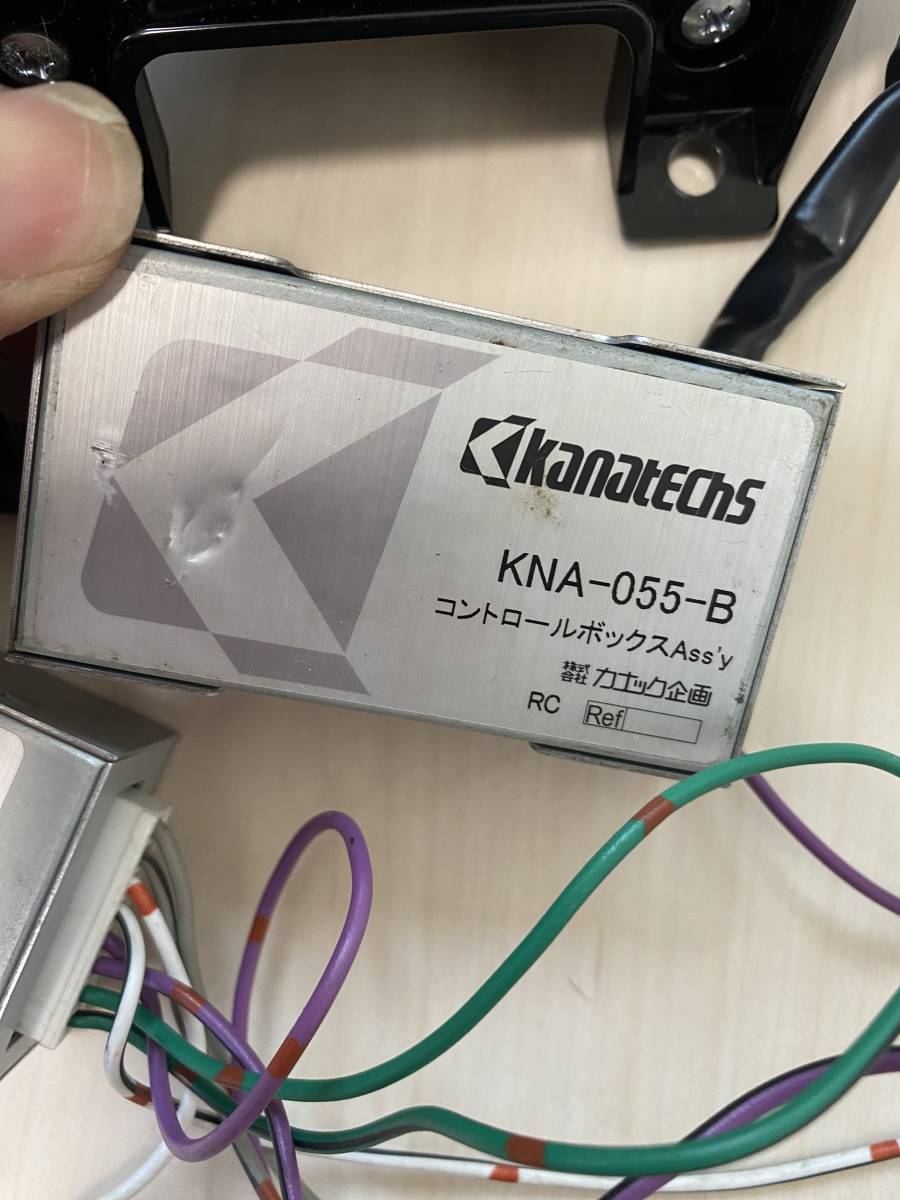 kanatechs
KNA-055-B
コントロールボックスAss'y
株式会社 カナック企画
RC Ref